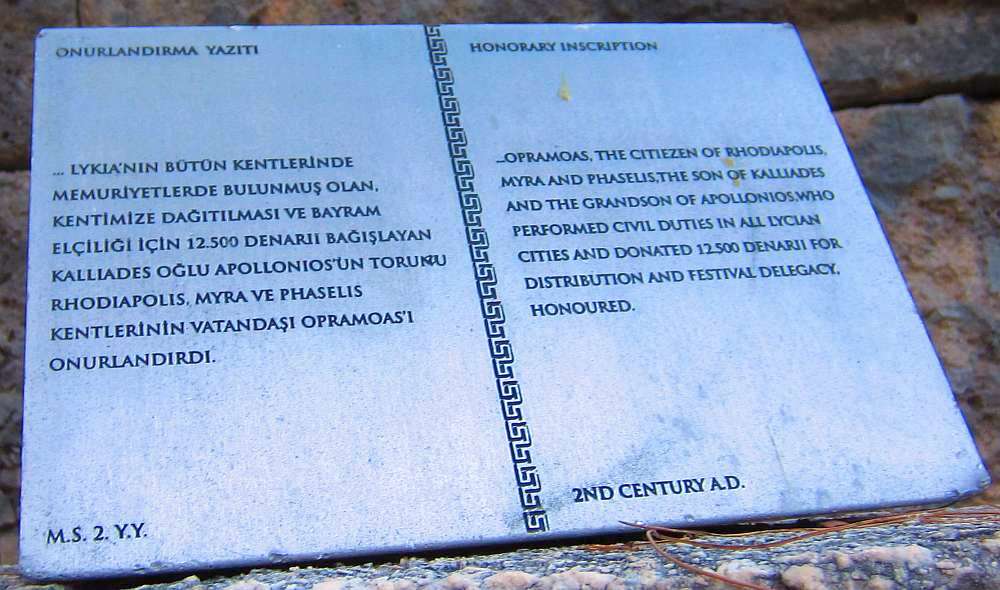 ONURLANDIRMA YAZITI
... LYKIA'NIN BÜTÜN KENTLERİNDE
MEMURİYETLERDE BULUNMUŞ OLAN,
KENTİMİZE DAĞITILMASI VE BAYRAM
ELÇİLİĞİ İÇİN 12.500 DENARII BAĞIŞLAYAN
KALLIADES OĞLU APOLLONIOS'UN TORUNU
RHODIAPOLIS, MYRA VE PHASELIS
KENTLERİNİN VATANDAŞI OPRAMOAS'I
ONURLANDIRDI.
M.S. 2. Y.Y.
HONORARY INSCRIPTION
...OPRAMOAS, THE CITIEZEN OF RHODIAPOLIS,
MYRA AND PHASELIS,THE SON OF KALLIADES
AND THE GRANDSON OF APOLLONIOS,WHO
PERFORMED CIVIL DUTIES IN ALL LYCIAN
CITIES AND DONATED 12.500 DENARII FOR
DISTRIBUTION AND FESTIVAL DELEGACY,
HONOURED.
2ND CENTURY A.D.